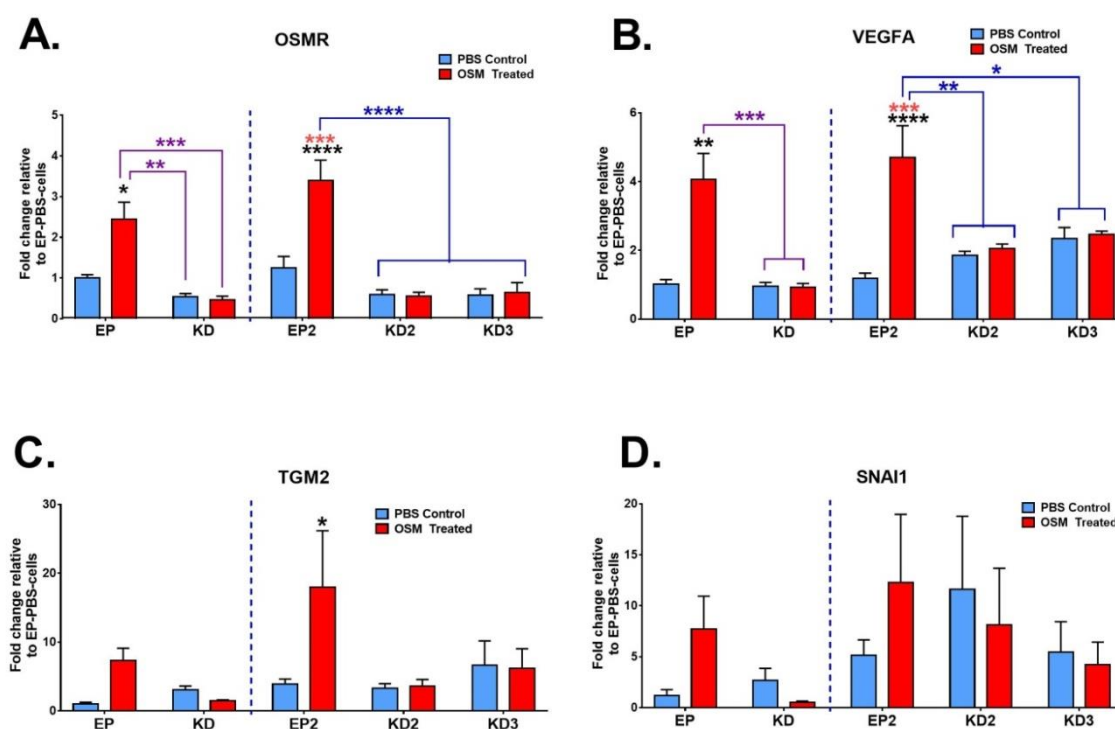 A.
OSMR
PBS Control
OSM Treated
Fold change relative
to EP-PBS-cells
5
4
3
2
1
0
*
**
***
***
****
****
EP
KD
EP2
KD2
KD3
B.
VEGFA
PBS Control
OSM Treated
Fold change relative
to EP-PBS-cells
6
4
2
0
**
***
***
****
**
*
EP
KD
EP2
KD2
KD3
C.
TGM2
PBS Control
OSM Treated
Fold change relative
to EP-PBS-cells
30
20
10
0
*
EP
KD
EP2
KD2
KD3
D.
SNAI1
PBS Control
OSM Treated
Fold change relative
to EP-PBS-cells
20
15
10
5
0
EP
KD
EP2
KD2
KD3